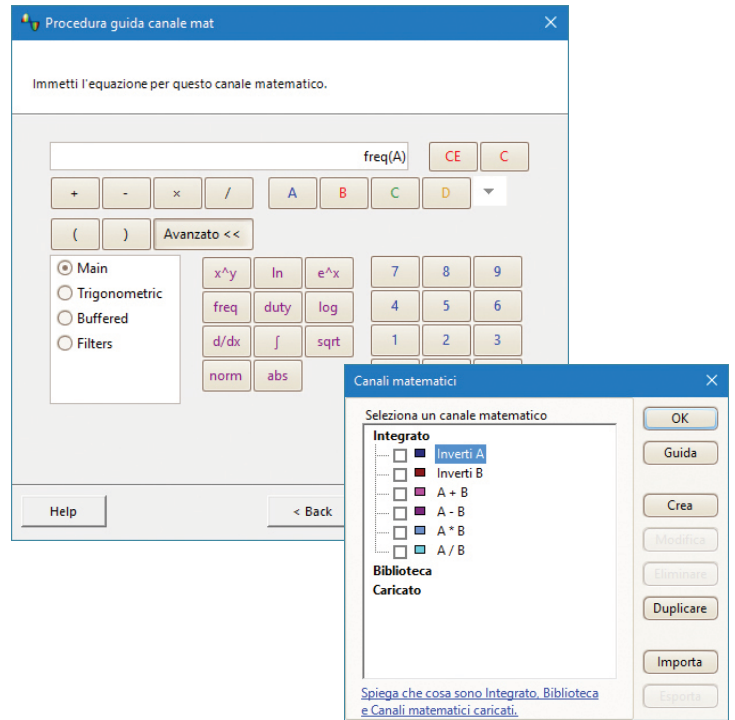 Procedura guida canale mat
Immetti l'equazione per questo canale matematico.
freq(A) CE C
+ - × / A B C D
( ) Avanzato <<
Main
Trigonometric
Buffered
Filters
x^y ln e^x
freq duty log
d/dx ∫ sqrt
norm abs
7 8 9
4 5 6
1 2 3
Help < Back
Canali matematici
Seleziona un canale matematico
Integrato
Inverti A
Inverti B
A + B
A - B
A * B
A / B
Biblioteca
Caricato
Spiega che cosa sono Integrato, Biblioteca
e Canali matematici caricati.
OK
Guida
Crea
Modifica
Eliminare
Duplicare
Importa
Esporta